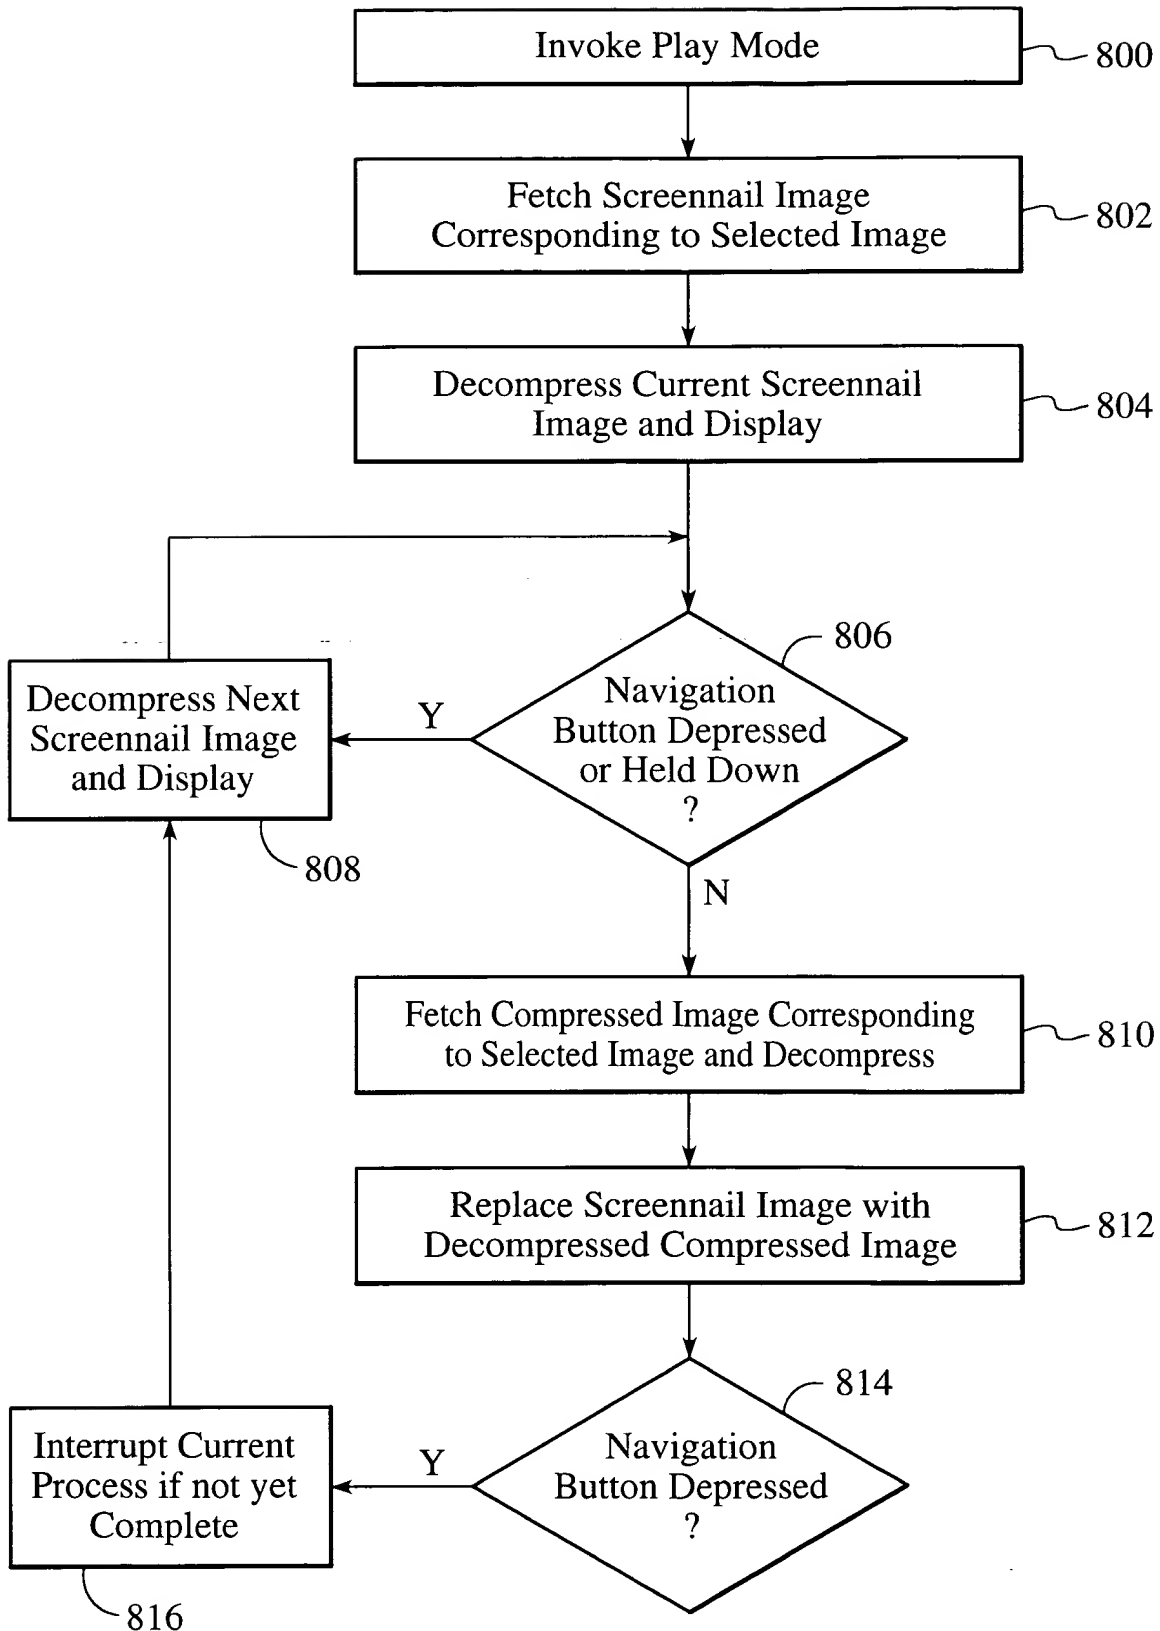 Invoke Play Mode
800
Fetch Screennail Image
Corresponding to Selected Image
802
Decompress Current Screennail
Image and Display
804
806
Navigation
Button Depressed
or Held Down
?
Y
Decompress Next
Screennail Image
and Display
808
N
Fetch Compressed Image Corresponding
to Selected Image and Decompress
810
Replace Screennail Image with
Decompressed Compressed Image
812
814
Navigation
Button Depressed
?
Y
Interrupt Current
Process if not yet
Complete
816